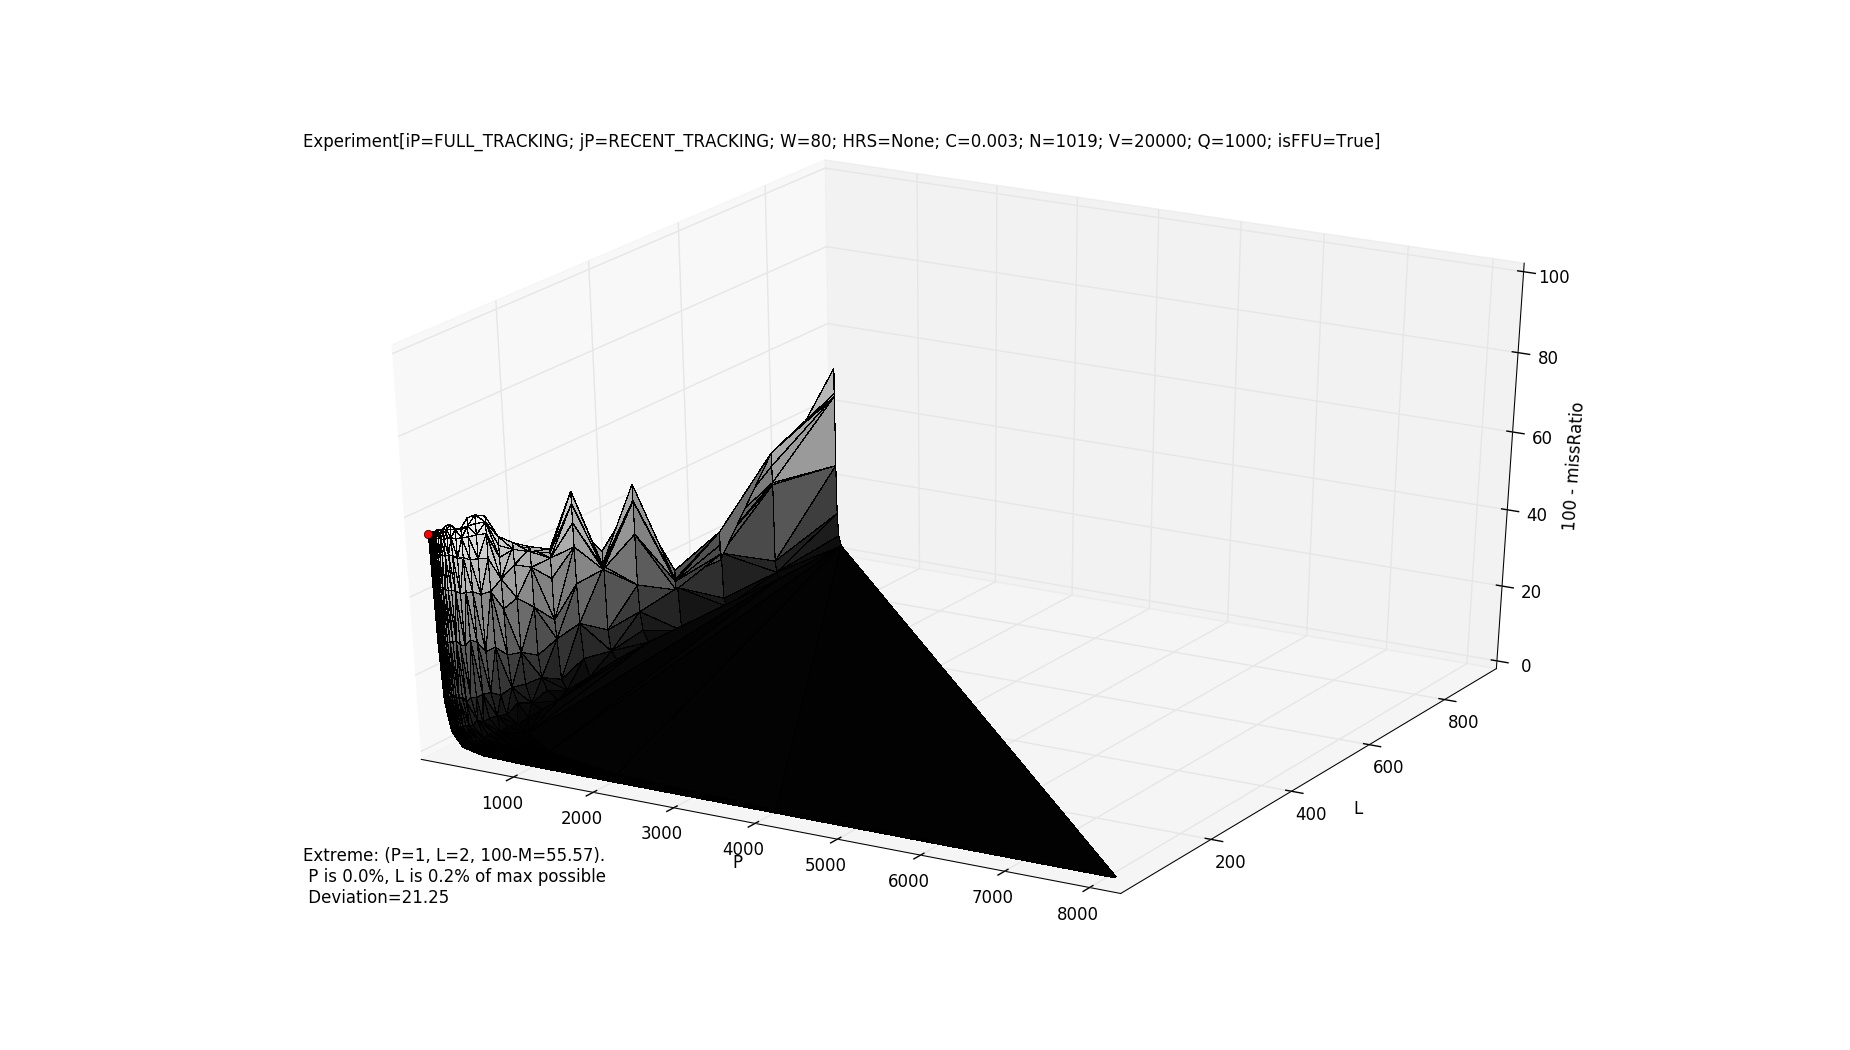 Experiment[iP=FULL_TRACKING; jP=RECENT_TRACKING; W=80; HRS=None; C=0.003; N=1019; V=20000; Q=1000; isFFU=True]
100
80
60
40
20
0
100 - missRatio
800
600
400
200
L
1000
2000
3000
4000
5000
6000
7000
8000
P
Extreme: (P=1, L=2, 100-M=55.57).
P is 0.0%, L is 0.2% of max possible
Deviation=21.25